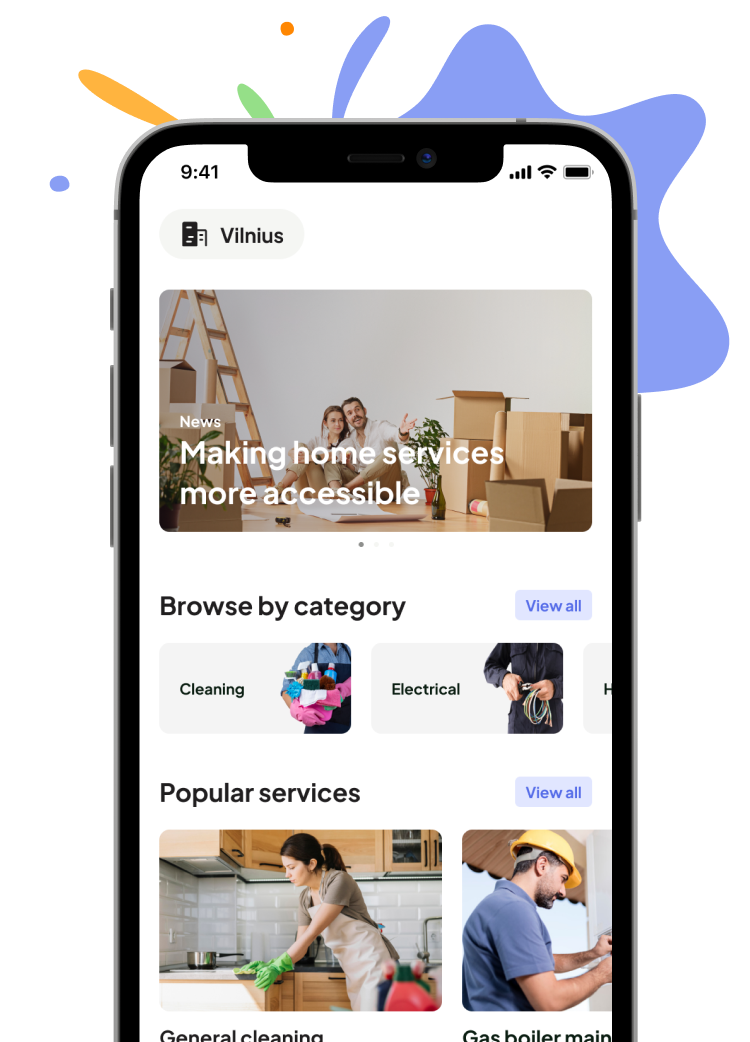 9:41
Vilnius
News
Making home services
more accessible
Browse by category
View all
Cleaning
Electrical
H
Popular services
View all
General cleaning
Gas boiler main